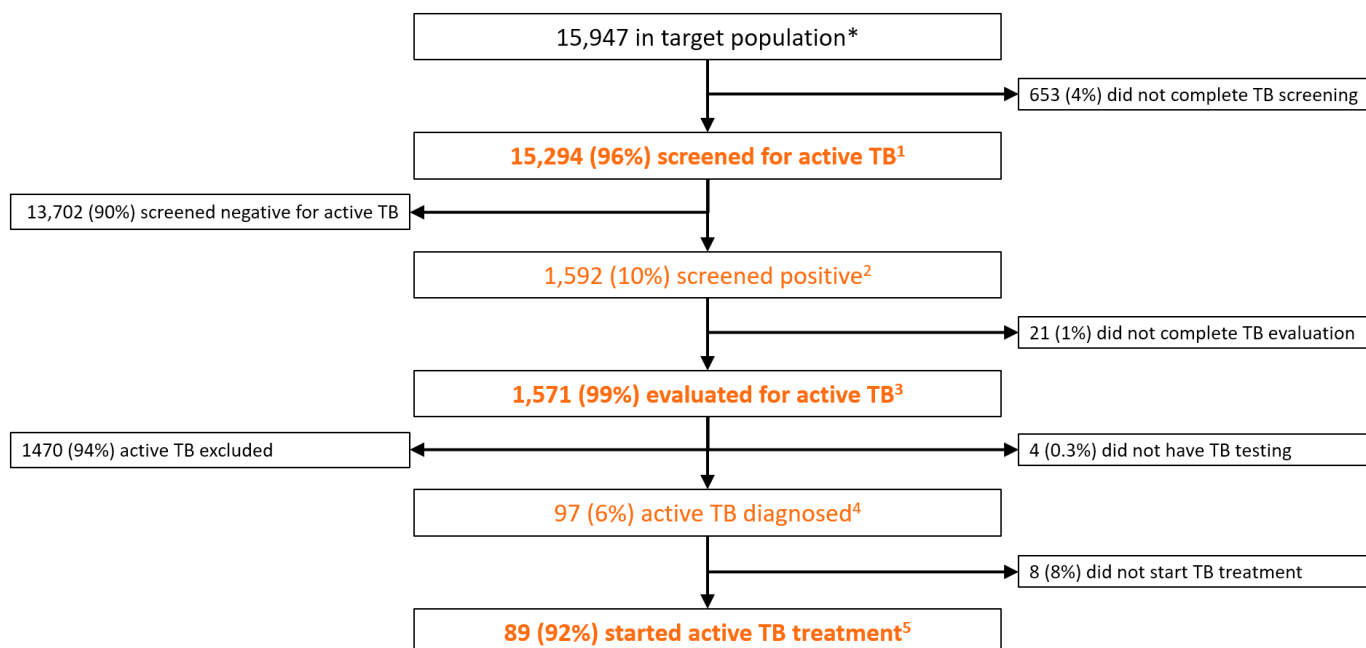 15,947 in target population*
653 (4%) did not complete TB screening
15,294 (96%) screened for active TB¹
13,702 (90%) screened negative for active TB
1,592 (10%) screened positive²
21 (1%) did not complete TB evaluation
1,571 (99%) evaluated for active TB³
1470 (94%) active TB excluded
4 (0.3%) did not have TB testing
97 (6%) active TB diagnosed⁴
8 (8%) did not start TB treatment
89 (92%) started active TB treatment⁵